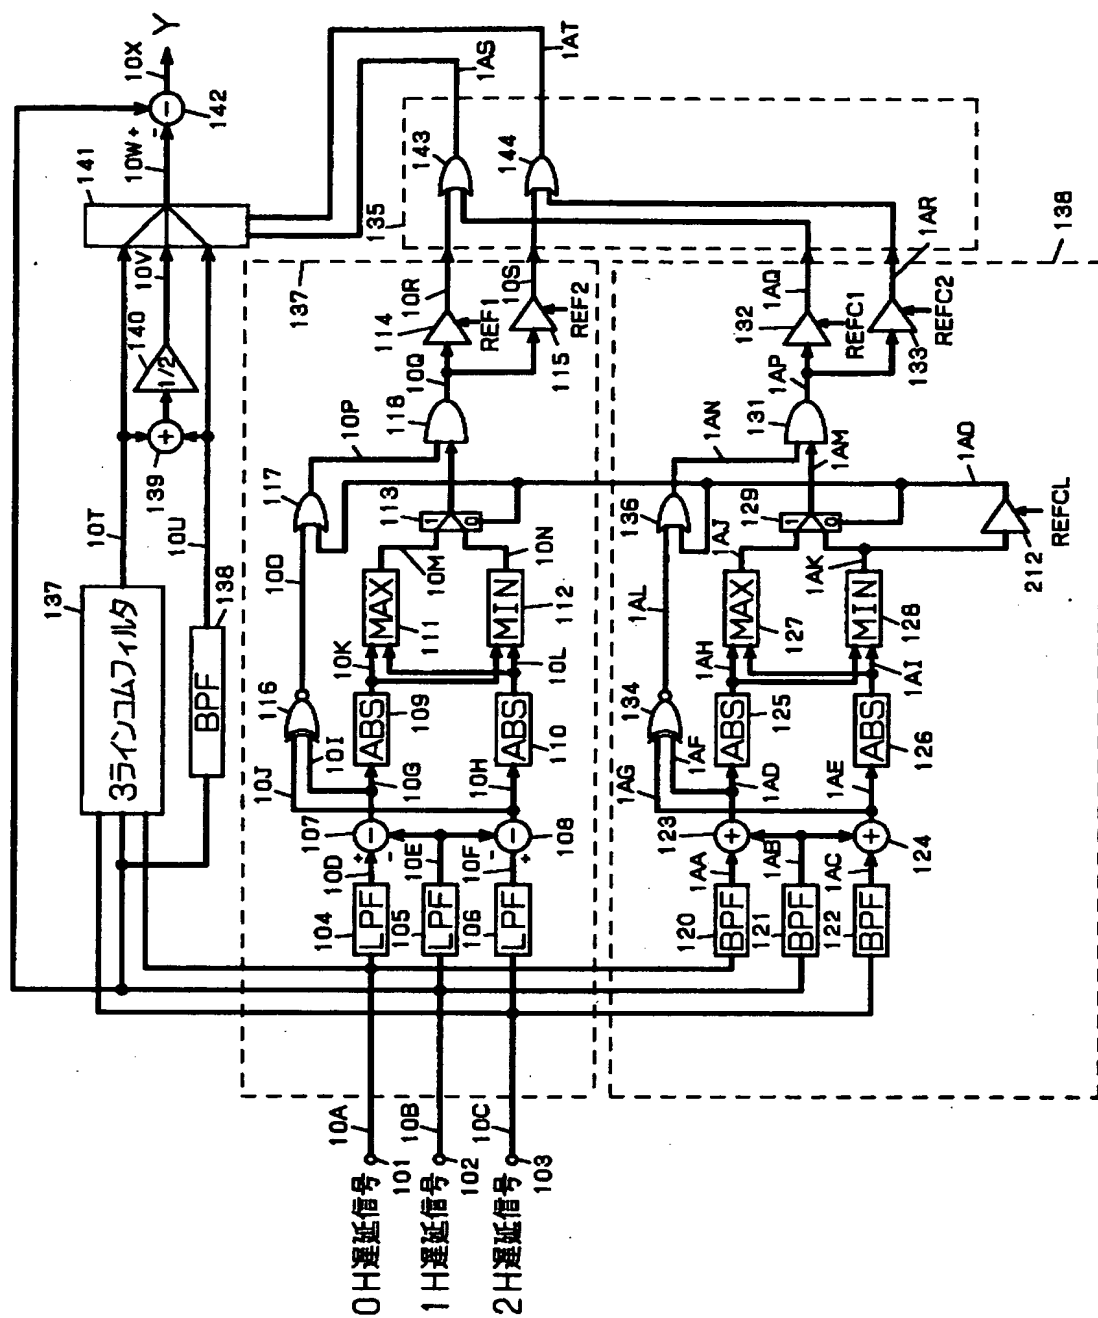 0H遅延信号
101
10A
1H遅延信号
102
10B
2H遅延信号
103
10C
137
3ラインコムフィルタ
138
BPF
10T
10U
139
+
140
1/2
10V
141
10W
+
-
142
-
10X
Y
137
104
LPF
105
LPF
106
LPF
10D
10E
10F
+
-
-
+
107
-
108
-
10J
10I
10G
10H
116
109
ABS
110
ABS
10O
10K
10L
111
MAX
112
MIN
10M
10N
117
113
1
0
10P
118
10Q
114
REF1
115
REF2
10R
10S
135
143
144
1AS
1AT
138
120
BPF
121
BPF
122
BPF
1AA
1AB
1AC
123
+
124
+
1AG
1AF
1AD
1AE
134
125
ABS
126
ABS
1AL
1AH
1AI
127
MAX
128
MIN
1AJ
1AK
136
129
1
0
1AN
1AM
131
1AP
1AO
212
REFCL
132
REFC1
133
REFC2
1AQ
1AR